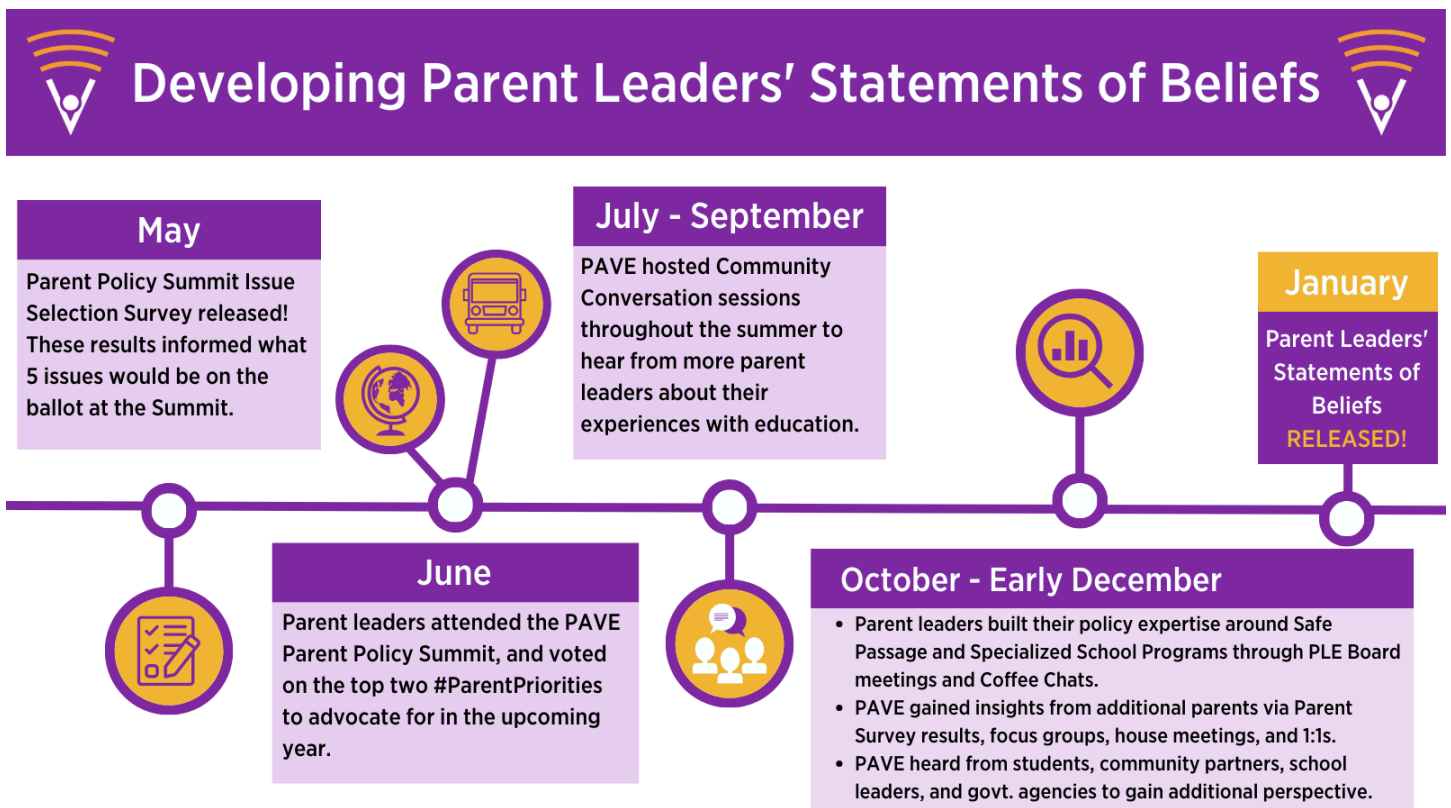 Developing Parent Leaders' Statements of Beliefs
May
Parent Policy Summit Issue
Selection Survey released!
These results informed what
5 issues would be on the
ballot at the Summit.
June
Parent leaders attended the PAVE
Parent Policy Summit, and voted
on the top two #ParentPriorities
to advocate for in the upcoming
year.
July - September
PAVE hosted Community
Conversation sessions
throughout the summer to
hear from more parent
leaders about their
experiences with education.
October - Early December
• Parent leaders built their policy expertise around Safe
Passage and Specialized School Programs through PLE Board
meetings and Coffee Chats.
• PAVE gained insights from additional parents via Parent
Survey results, focus groups, house meetings, and 1:1s.
• PAVE heard from students, community partners, school
leaders, and govt. agencies to gain additional perspective.
January
Parent Leaders'
Statements of
Beliefs
RELEASED!